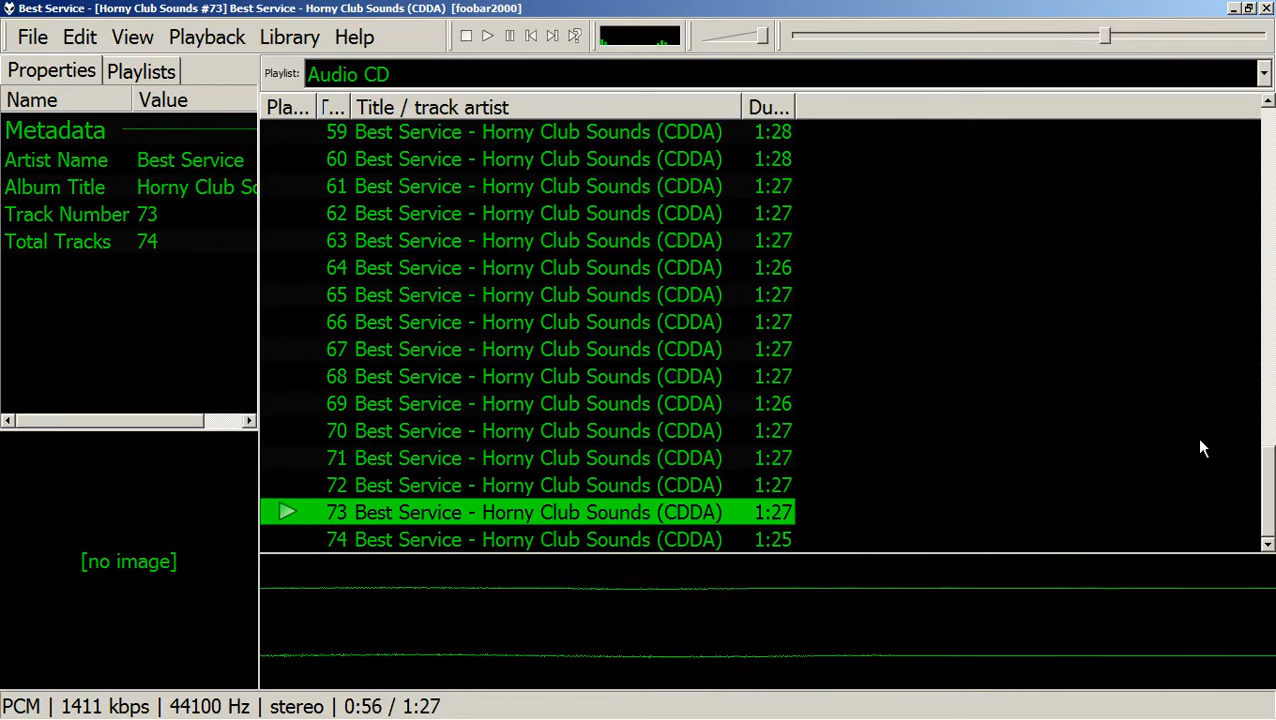 Best Service - [Horny Club Sounds #73] Best Service - Horny Club Sounds (CDDA) [foobar2000]
File Edit View Playback Library Help
Properties Playlists
Playlist: Audio CD
Name Value
Pla... Title / track artist Du...
Metadata
Artist Name Best Service
Album Title Horny Club So
Track Number 73
Total Tracks 74
59 Best Service - Horny Club Sounds (CDDA) 1:28
60 Best Service - Horny Club Sounds (CDDA) 1:28
61 Best Service - Horny Club Sounds (CDDA) 1:27
62 Best Service - Horny Club Sounds (CDDA) 1:27
63 Best Service - Horny Club Sounds (CDDA) 1:27
64 Best Service - Horny Club Sounds (CDDA) 1:26
65 Best Service - Horny Club Sounds (CDDA) 1:27
66 Best Service - Horny Club Sounds (CDDA) 1:27
67 Best Service - Horny Club Sounds (CDDA) 1:27
68 Best Service - Horny Club Sounds (CDDA) 1:27
69 Best Service - Horny Club Sounds (CDDA) 1:26
70 Best Service - Horny Club Sounds (CDDA) 1:27
71 Best Service - Horny Club Sounds (CDDA) 1:27
72 Best Service - Horny Club Sounds (CDDA) 1:27
73 Best Service - Horny Club Sounds (CDDA) 1:27
74 Best Service - Horny Club Sounds (CDDA) 1:25
[no image]
PCM | 1411 kbps | 44100 Hz | stereo | 0:56 / 1:27